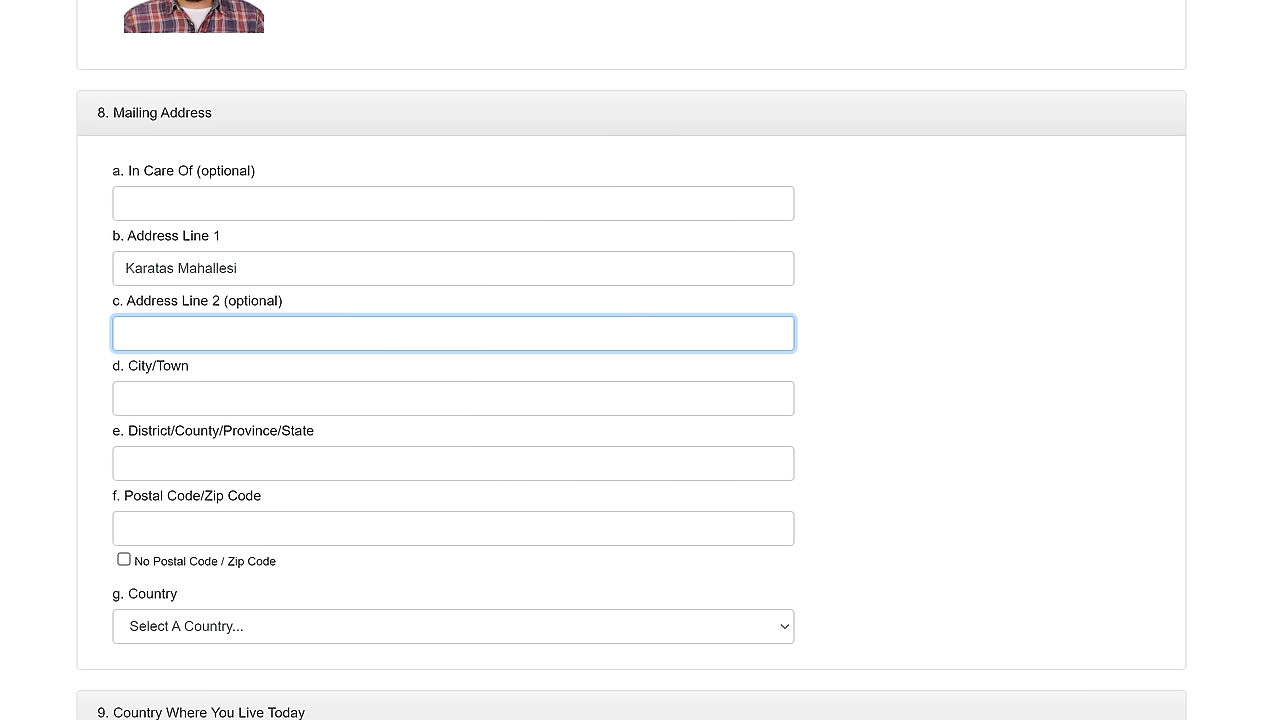 8. Mailing Address
a. In Care Of (optional)
b. Address Line 1
Karatas Mahallesi
c. Address Line 2 (optional)
d. City/Town
e. District/County/Province/State
f. Postal Code/Zip Code
No Postal Code / Zip Code
g. Country
Select A Country...
9. Country Where You Live Today